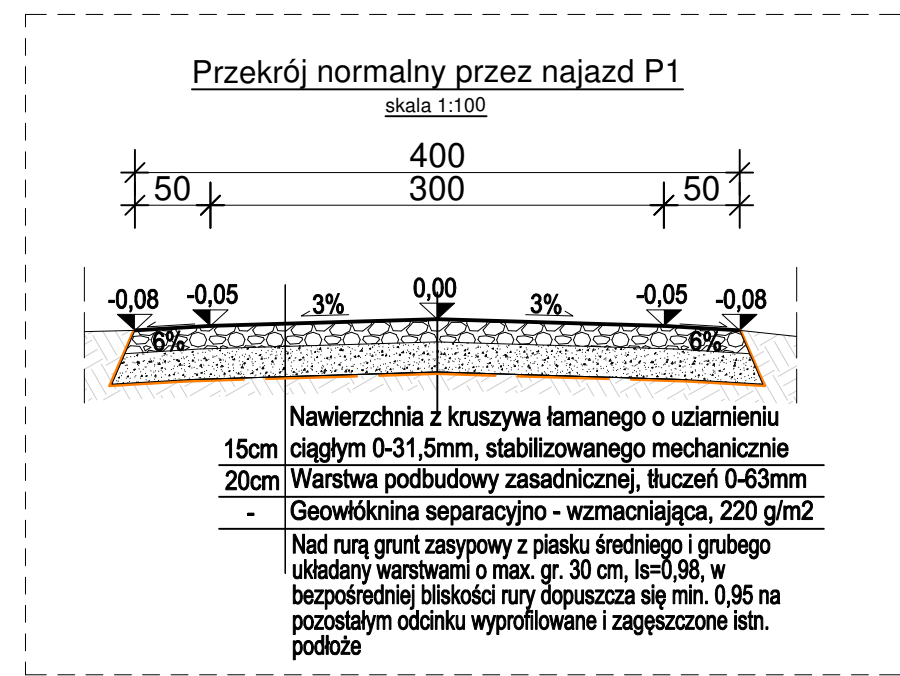 Przekrój normalny przez najazd P1
skala 1:100
400
50 300 50
-0,08 -0,05 3% 0,00 3% -0,05 -0,08
6% 6%
Nawierzchnia z kruszywa łamanego o uziarnieniu
15cm ciągłym 0-31,5mm, stabilizowanego mechanicznie
20cm Warstwa podbudowy zasadniczej, tłuczeń 0-63mm
- Geowłóknina separacyjno - wzmacniająca, 220 g/m2
Nad rurą grunt zasypowy z piasku średniego i grubego
układany warstwami o max. gr. 30 cm, Is=0,98, w
bezpośredniej bliskości rury dopuszcza się min. 0,95 na
pozostałym odcinku wyprofilowane i zagęszczone istn.
podłoże